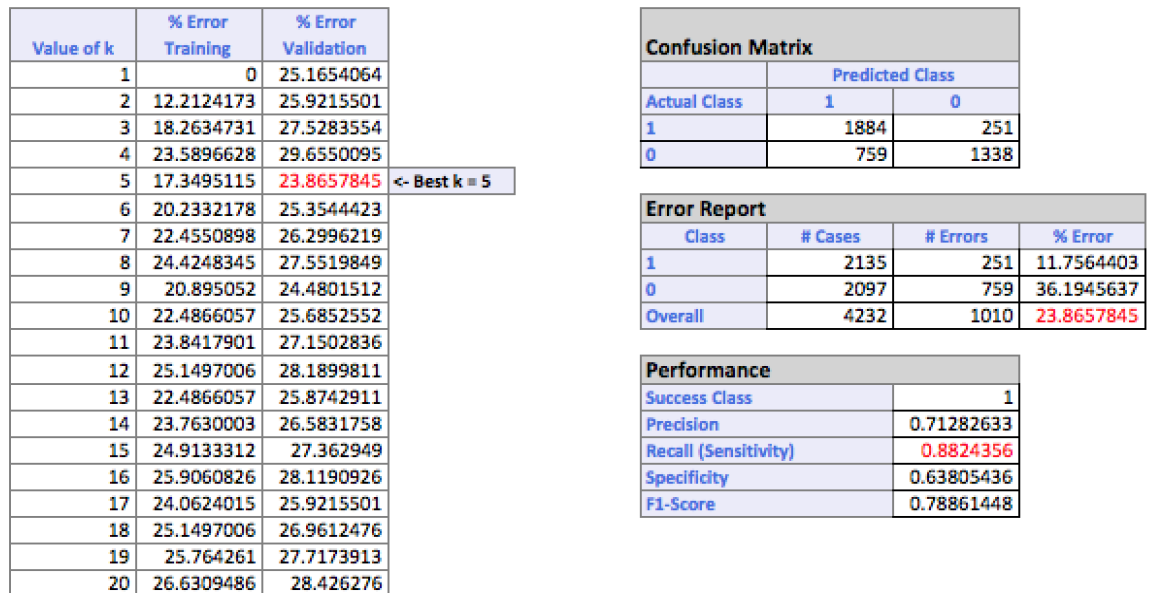 % Error % Error
Value of k Training Validation
1 0 25.1654064
2 12.2124173 25.9215501
3 18.2634731 27.5283554
4 23.5896628 29.6550095
5 17.3495115 23.8657845 <- Best k = 5
6 20.2332178 25.3544423
7 22.4550898 26.2996219
8 24.4248345 27.5519849
9 20.895052 24.4801512
10 22.4866057 25.6852552
11 23.8417901 27.1502836
12 25.1497006 28.1899811
13 22.4866057 25.8742911
14 23.7630003 26.5831758
15 24.9133312 27.362949
16 25.9060826 28.1190926
17 24.0624015 25.9215501
18 25.1497006 26.9612476
19 25.764261 27.7173913
20 26.6309486 28.426276
Confusion Matrix
Predicted Class
Actual Class 1 0
1 1884 251
0 759 1338
Error Report
Class # Cases # Errors % Error
1 2135 251 11.7564403
0 2097 759 36.1945637
Overall 4232 1010 23.8657845
Performance
Success Class 1
Precision 0.71282633
Recall (Sensitivity) 0.8824356
Specificity 0.63805436
F1-Score 0.78861448